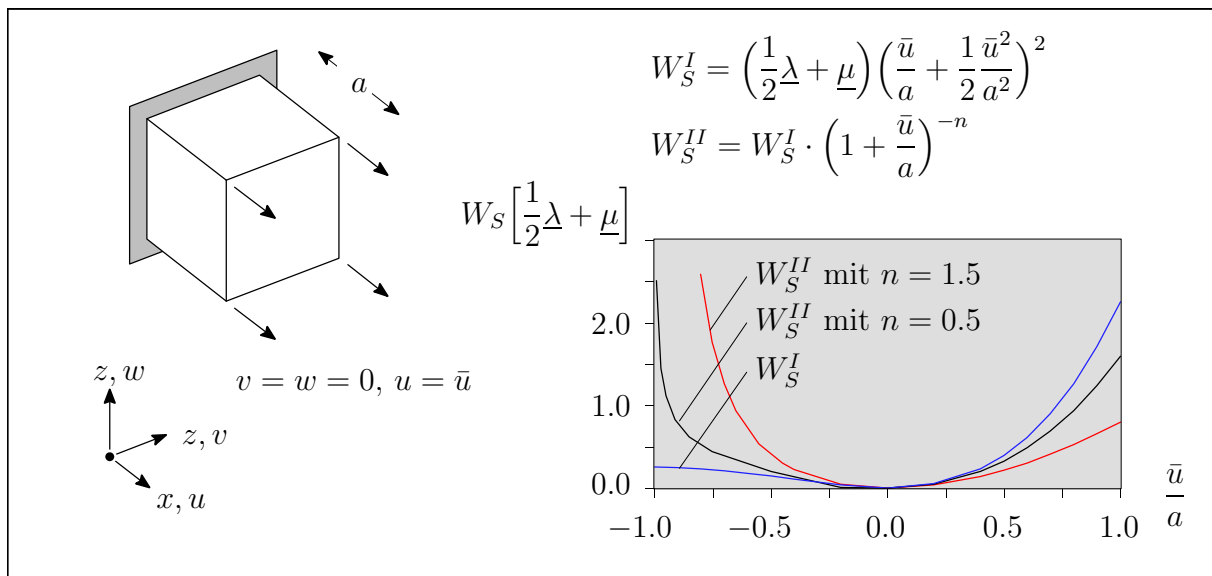 a
W_S^I = (1/2 λ + μ)(ū/a + 1/2 ū²/a²)²
W_S^{II} = W_S^I · (1 + ū/a)^{-n}
W_S[1/2 λ + μ]
v = w = 0, u = ū
z, w
z, v
x, u
W_S^{II} mit n = 1.5
W_S^{II} mit n = 0.5
W_S^I
2.0
1.0
0.0
−1.0 −0.5 0.0 0.5 1.0
ū/a